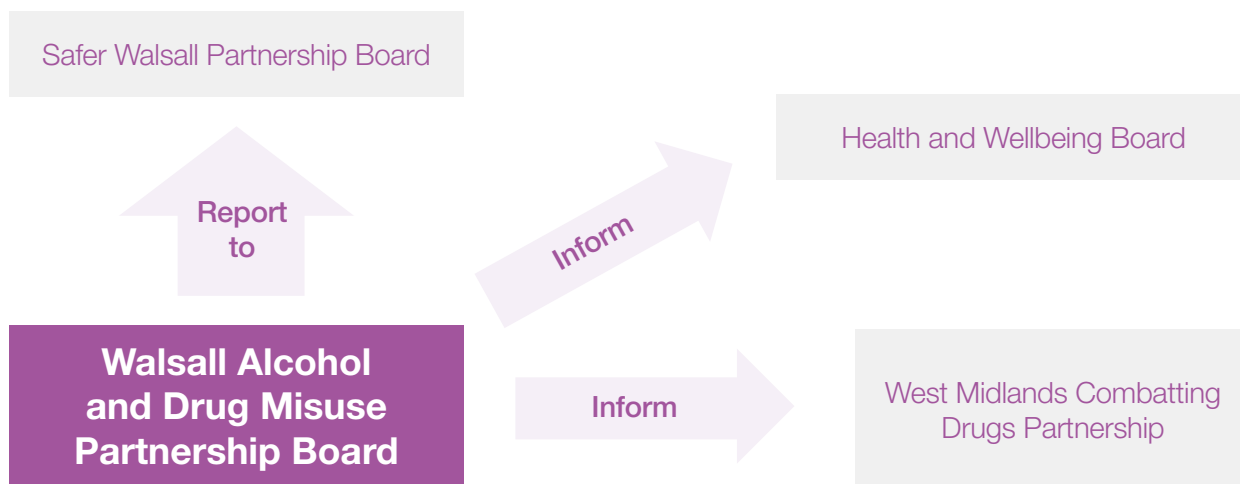 Safer Walsall Partnership Board
Health and Wellbeing Board
Report
to
Inform
Walsall Alcohol
and Drug Misuse
Partnership Board
Inform
West Midlands Combatting
Drugs Partnership